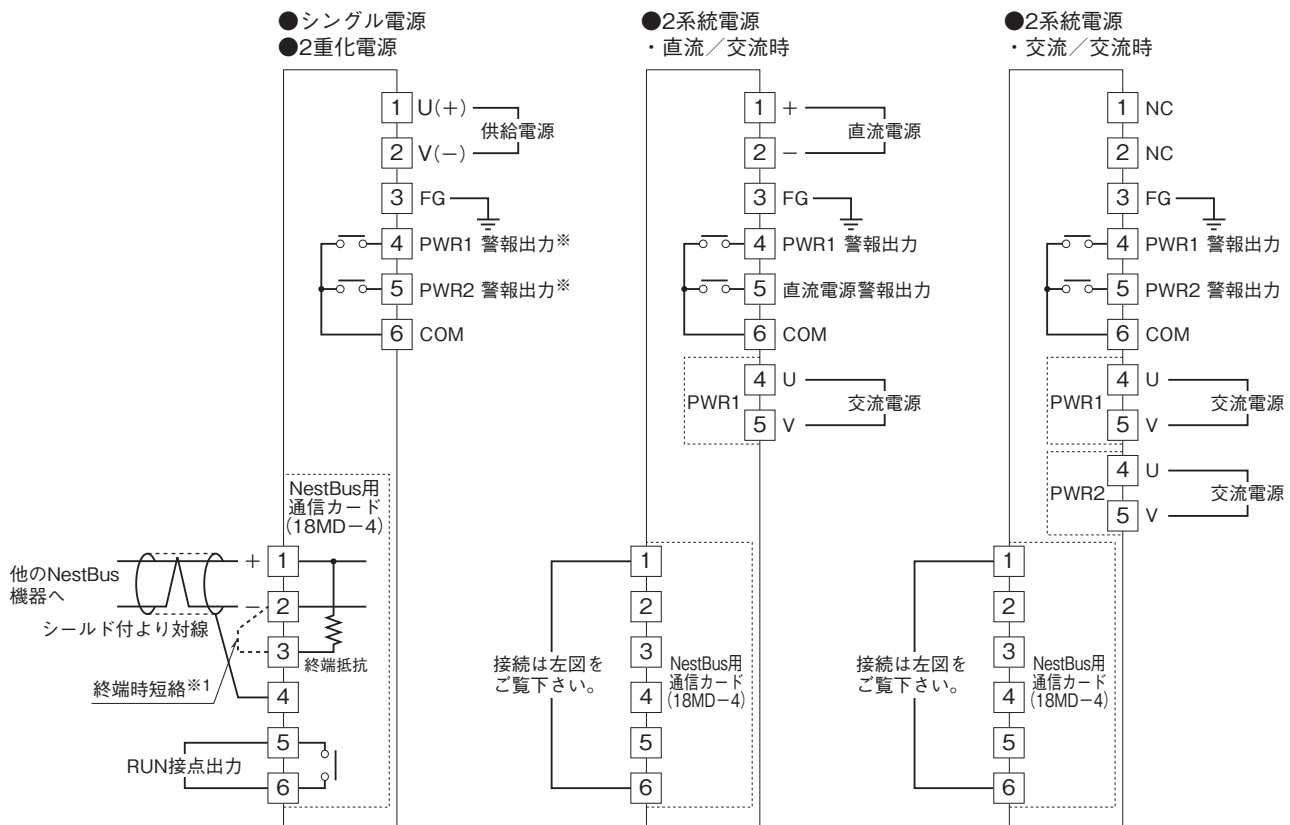 ●シングル電源
●2重化電源
1 U(+)
供給電源
2 V(−)
3 FG
4 PWR1 警報出力※
5 PWR2 警報出力※
6 COM
NestBus用
通信カード
(18MD−4)
他のNestBus
機器へ
+ 1
− 2
シールド付より対線
3
終端抵抗
終端時短絡※1
4
5
RUN接点出力
6
●2系統電源
・直流／交流時
1 +
直流電源
2 −
3 FG
4 PWR1 警報出力
5 直流電源警報出力
6 COM
PWR1
4 U
交流電源
5 V
1
2
3
4
5
6
接続は左図を
ご覧下さい。
NestBus用
通信カード
(18MD−4)
●2系統電源
・交流／交流時
1 NC
2 NC
3 FG
4 PWR1 警報出力
5 PWR2 警報出力
6 COM
PWR1
4 U
交流電源
5 V
PWR2
4 U
交流電源
5 V
1
2
3
4
5
6
接続は左図を
ご覧下さい。
NestBus用
通信カード
(18MD−4)